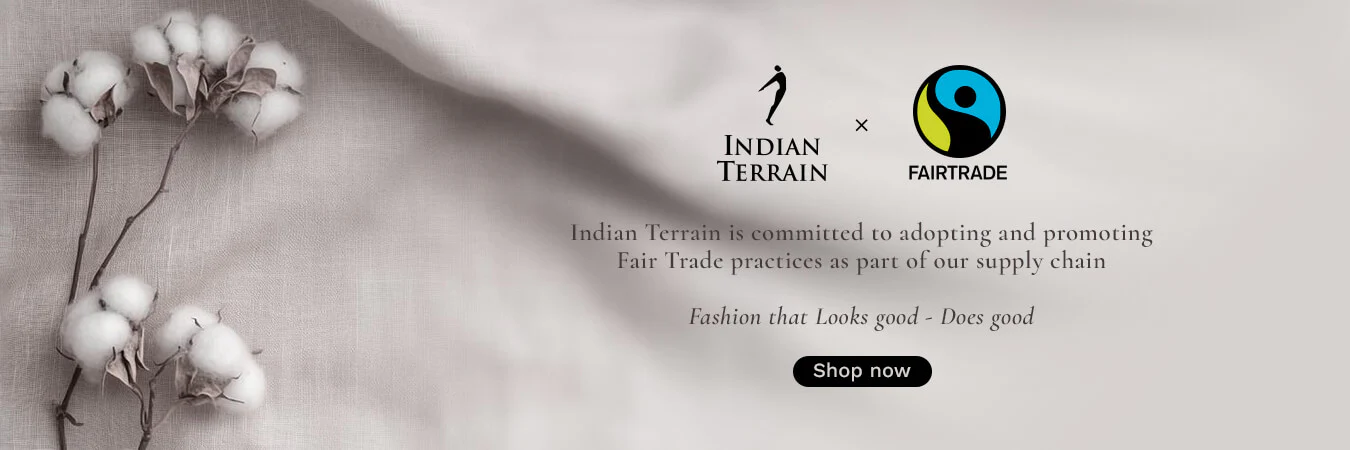 INDIAN
TERRAIN
×
FAIRTRADE
Indian Terrain is committed to adopting and promoting
Fair Trade practices as part of our supply chain
Fashion that Looks good - Does good
Shop now